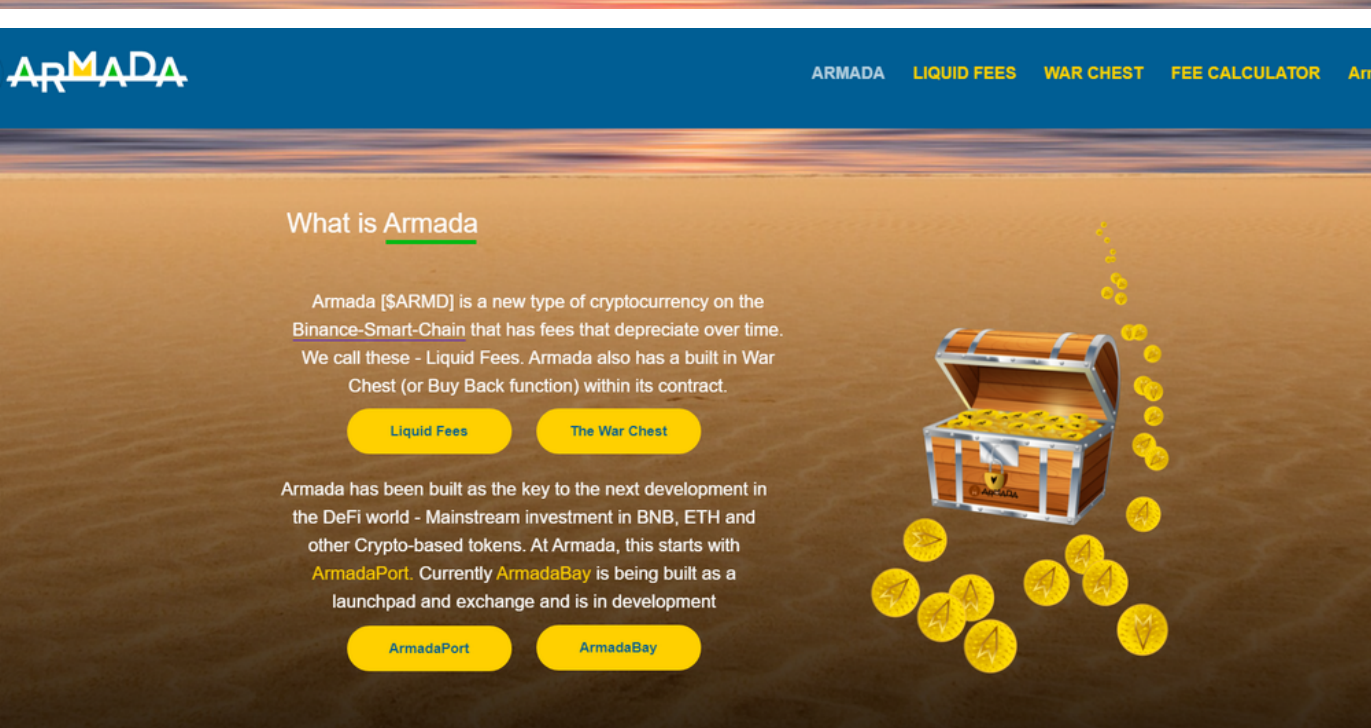 ARMADA
ARMADA LIQUID FEES WAR CHEST FEE CALCULATOR Arm
What is Armada
Armada [$ARMD] is a new type of cryptocurrency on the
Binance-Smart-Chain that has fees that depreciate over time.
We call these - Liquid Fees. Armada also has a built in War
Chest (or Buy Back function) within its contract.
Liquid Fees The War Chest
Armada has been built as the key to the next development in
the DeFi world - Mainstream investment in BNB, ETH and
other Crypto-based tokens. At Armada, this starts with
ArmadaPort. Currently ArmadaBay is being built as a
launchpad and exchange and is in development
ArmadaPort ArmadaBay
ARMADA